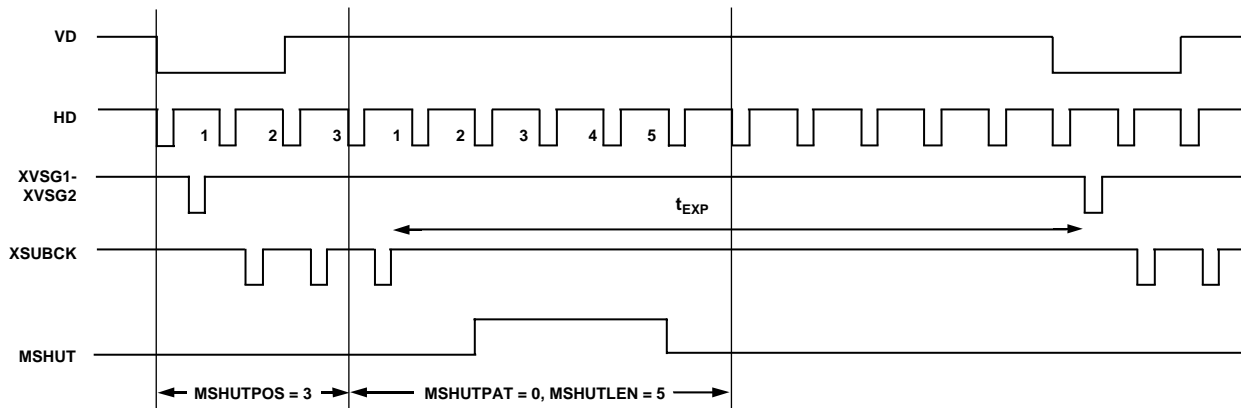 VD
HD
1 2 3 1 2 3 4 5
XVSG1-
XVSG2
tEXP
XSUBCK
MSHUT
MSHUTPOS = 3
MSHUTPAT = 0, MSHUTLEN = 5